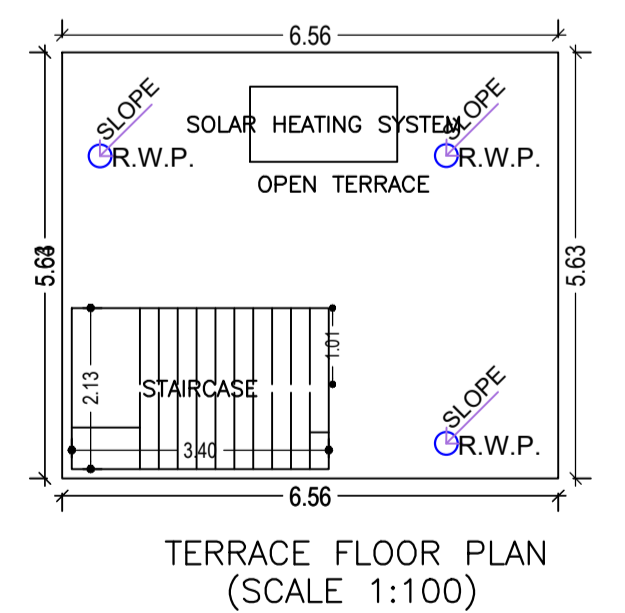 6.56
SLOPE
SLOPE
SOLAR HEATING SYSTEM
R.W.P.
R.W.P.
OPEN TERRACE
5.63
5.63
1.01
2.13
STAIRCASE
SLOPE
3.40
R.W.P.
6.56
TERRACE FLOOR PLAN
(SCALE 1:100)